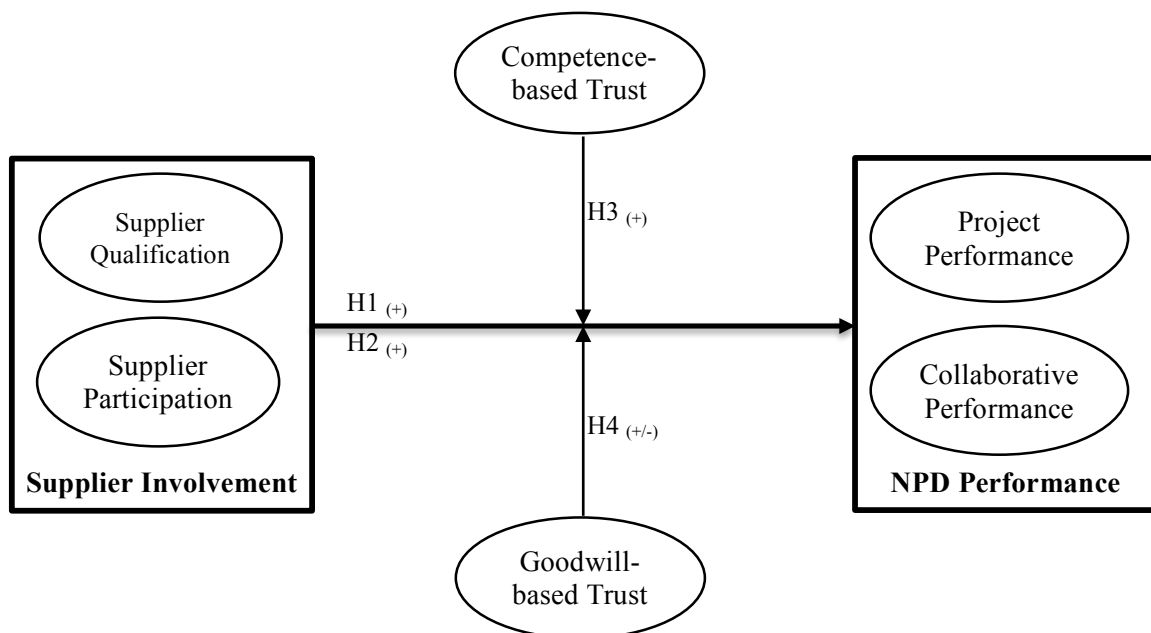 Competence-
based Trust
Supplier
Qualification
Supplier
Participation
Supplier Involvement
H1 (+)
H2 (+)
H3 (+)
H4 (+/-)
Project
Performance
Collaborative
Performance
NPD Performance
Goodwill-
based Trust